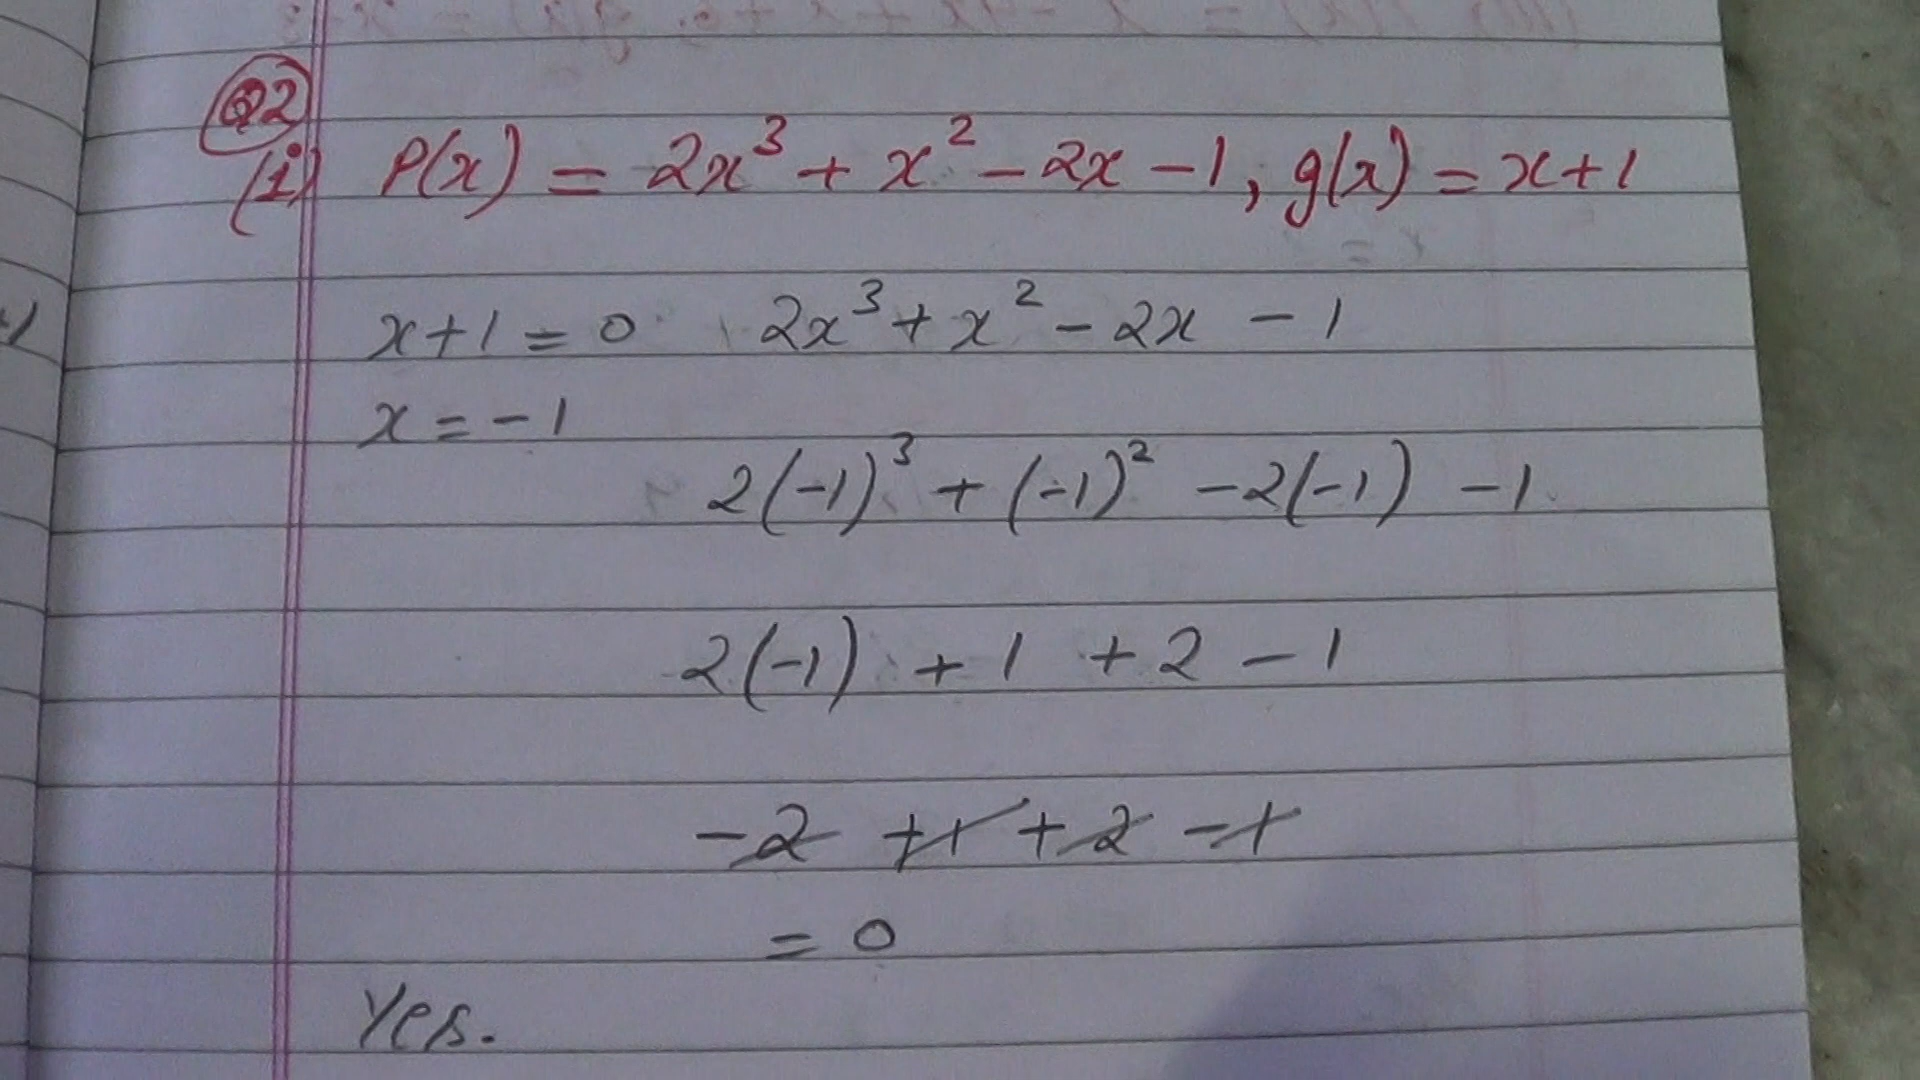 Q2
(i) P(x) = 2x³ + x² - 2x - 1, g(x) = x + 1
x + 1 = 0 2x³ + x² - 2x - 1
x = -1
2(-1)³ + (-1)² - 2(-1) - 1
2(-1) + 1 + 2 - 1
-2 + 1 + 2 - 1
= 0
Yes.